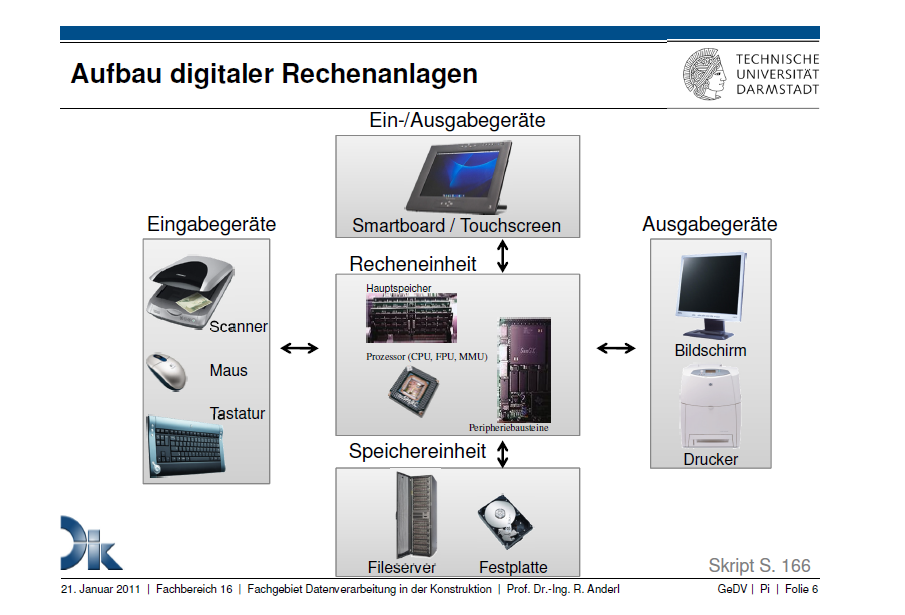 Aufbau digitaler Rechenanlagen
TECHNISCHE
UNIVERSITÄT
DARMSTADT
Ein-/Ausgabegeräte
Smartboard / Touchscreen
Eingabegeräte
Scanner
Maus
Tastatur
Recheneinheit
Hauptspeicher
Prozessor (CPU, FPU, MMU)
Peripheriebausteine
Ausgabegeräte
Bildschirm
Drucker
Speichereinheit
Fileserver
Festplatte
Dik
Skript S. 166
21. Januar 2011 | Fachbereich 16 | Fachgebiet Datenverarbeitung in der Konstruktion | Prof. Dr.-Ing. R. Anderl
GeDV | Pi | Folie 6